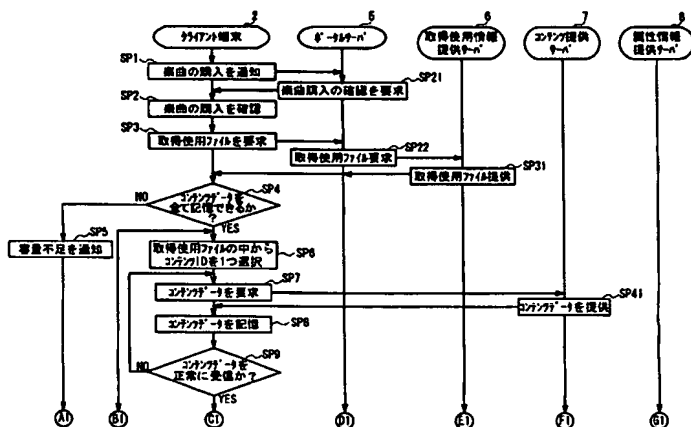 2
5
6
7
8
クライアント端末
ポータルサーバ
取得使用情報
提供サーバ
コンテンツ提供
サーバ
属性情報
提供サーバ
SP1
楽曲の購入を通知
SP21
楽曲購入の確認を要求
SP2
楽曲の購入を確認
SP3
取得使用ファイルを要求
SP22
取得使用ファイル要求
SP31
取得使用ファイル提供
SP4
コンテンツデータを
全て記憶できるか
?
NO
YES
SP5
容量不足を通知
取得使用ファイルの中から
コンテンツIDを1つ選択
SP6
SP7
コンテンツデータを要求
SP41
コンテンツデータを提供
コンテンツデータを記憶
SP8
SP9
コンテンツデータを
正常に受信か?
NO
YES
A1
B1
C1
D1
E1
F1
G1